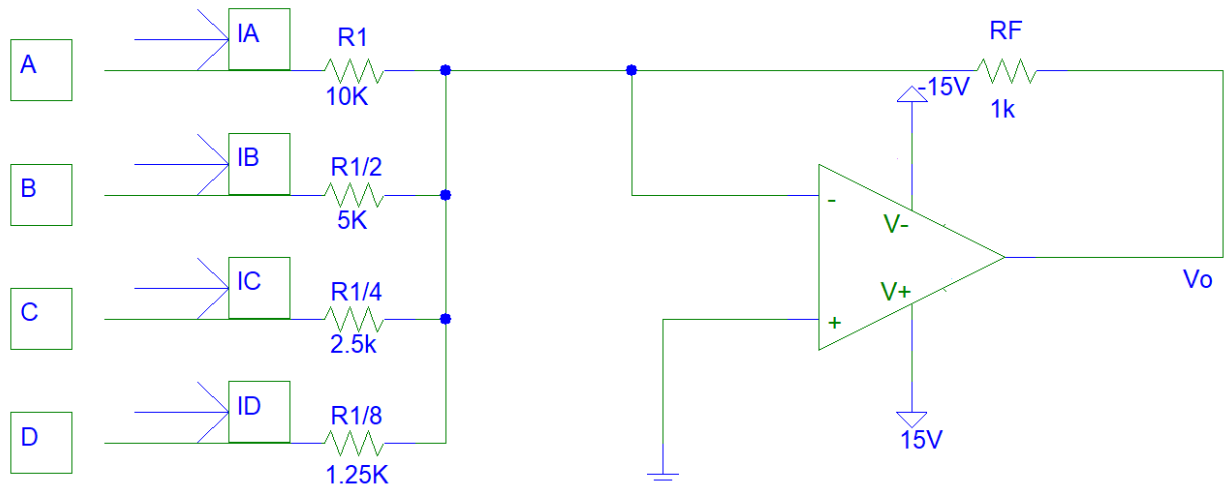 A
IA
R1
10K
B
IB
R1/2
5K
C
IC
R1/4
2.5k
D
ID
R1/8
1.25K
RF
1k
-15V
-
V-
V+
+
15V
Vo